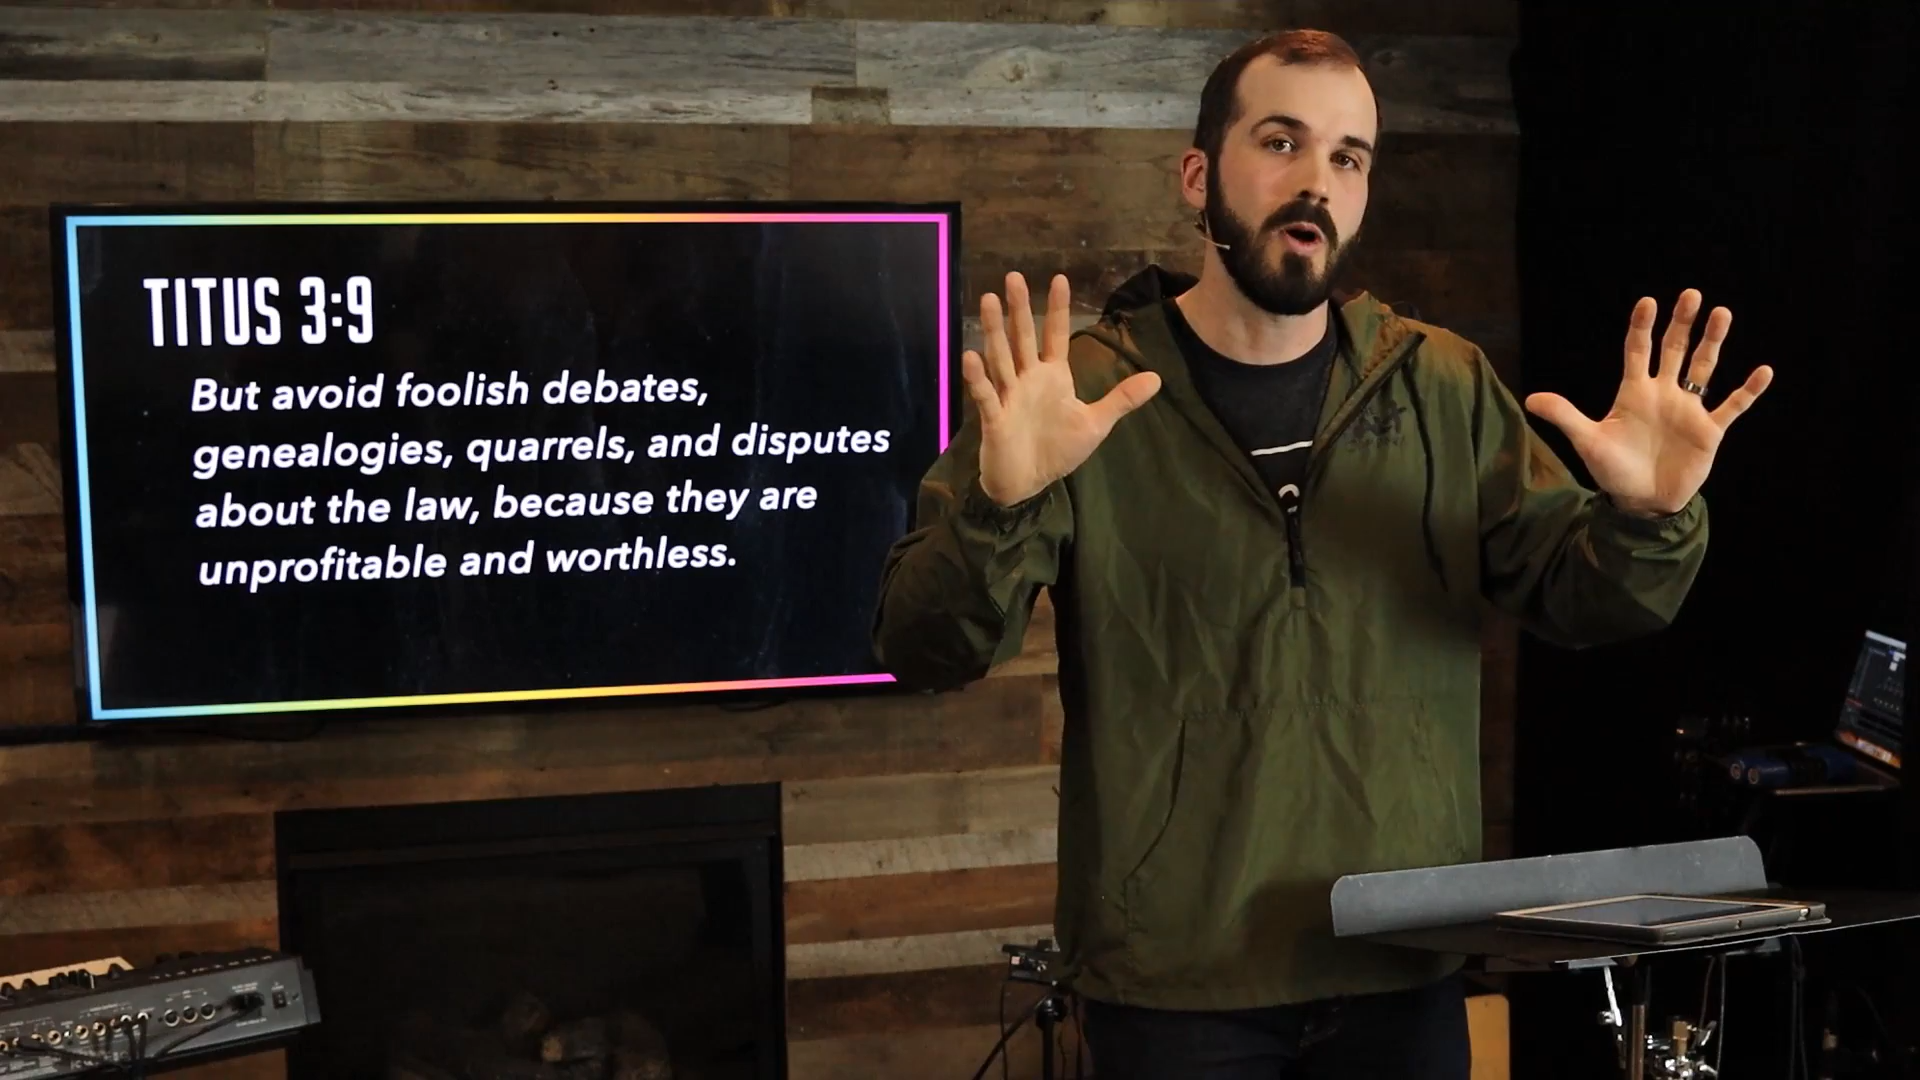 TITUS 3:9
But avoid foolish debates,
genealogies, quarrels, and disputes
about the law, because they are
unprofitable and worthless.